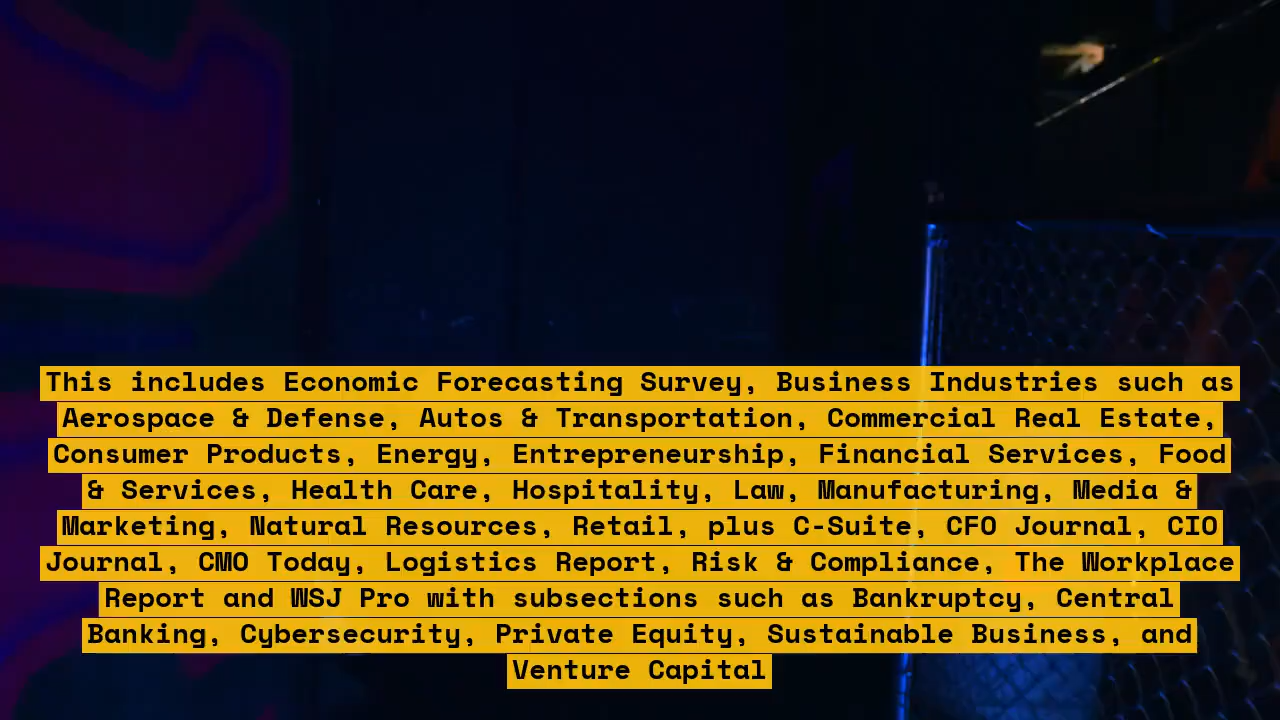 This includes Economic Forecasting Survey, Business Industries such as
Aerospace & Defense, Autos & Transportation, Commercial Real Estate,
Consumer Products, Energy, Entrepreneurship, Financial Services, Food
& Services, Health Care, Hospitality, Law, Manufacturing, Media &
Marketing, Natural Resources, Retail, plus C-Suite, CFO Journal, CIO
Journal, CMO Today, Logistics Report, Risk & Compliance, The Workplace
Report and WSJ Pro with subsections such as Bankruptcy, Central
Banking, Cybersecurity, Private Equity, Sustainable Business, and
Venture Capital